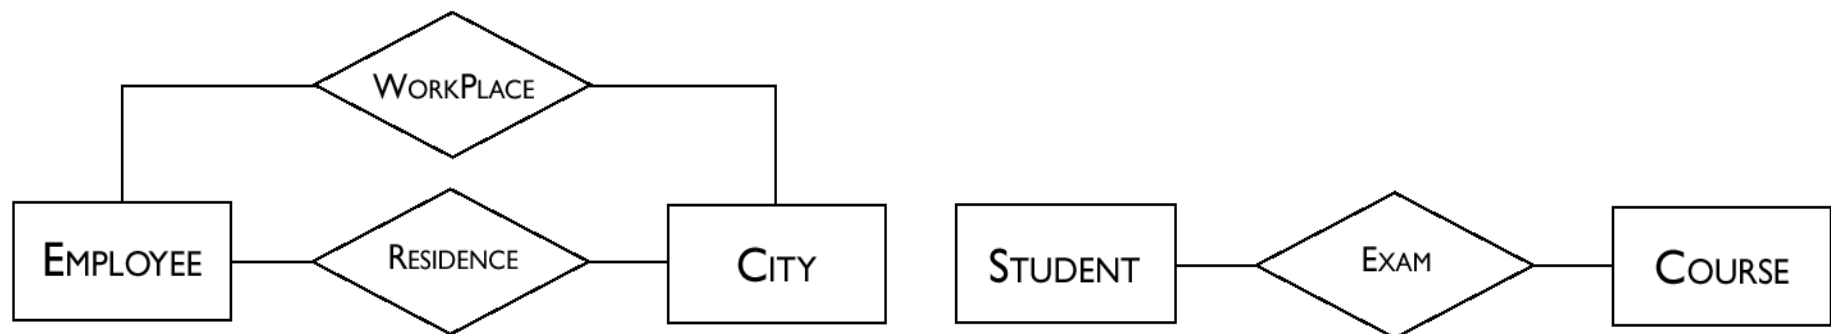 WORKPLACE
EMPLOYEE
RESIDENCE
CITY
STUDENT
EXAM
COURSE